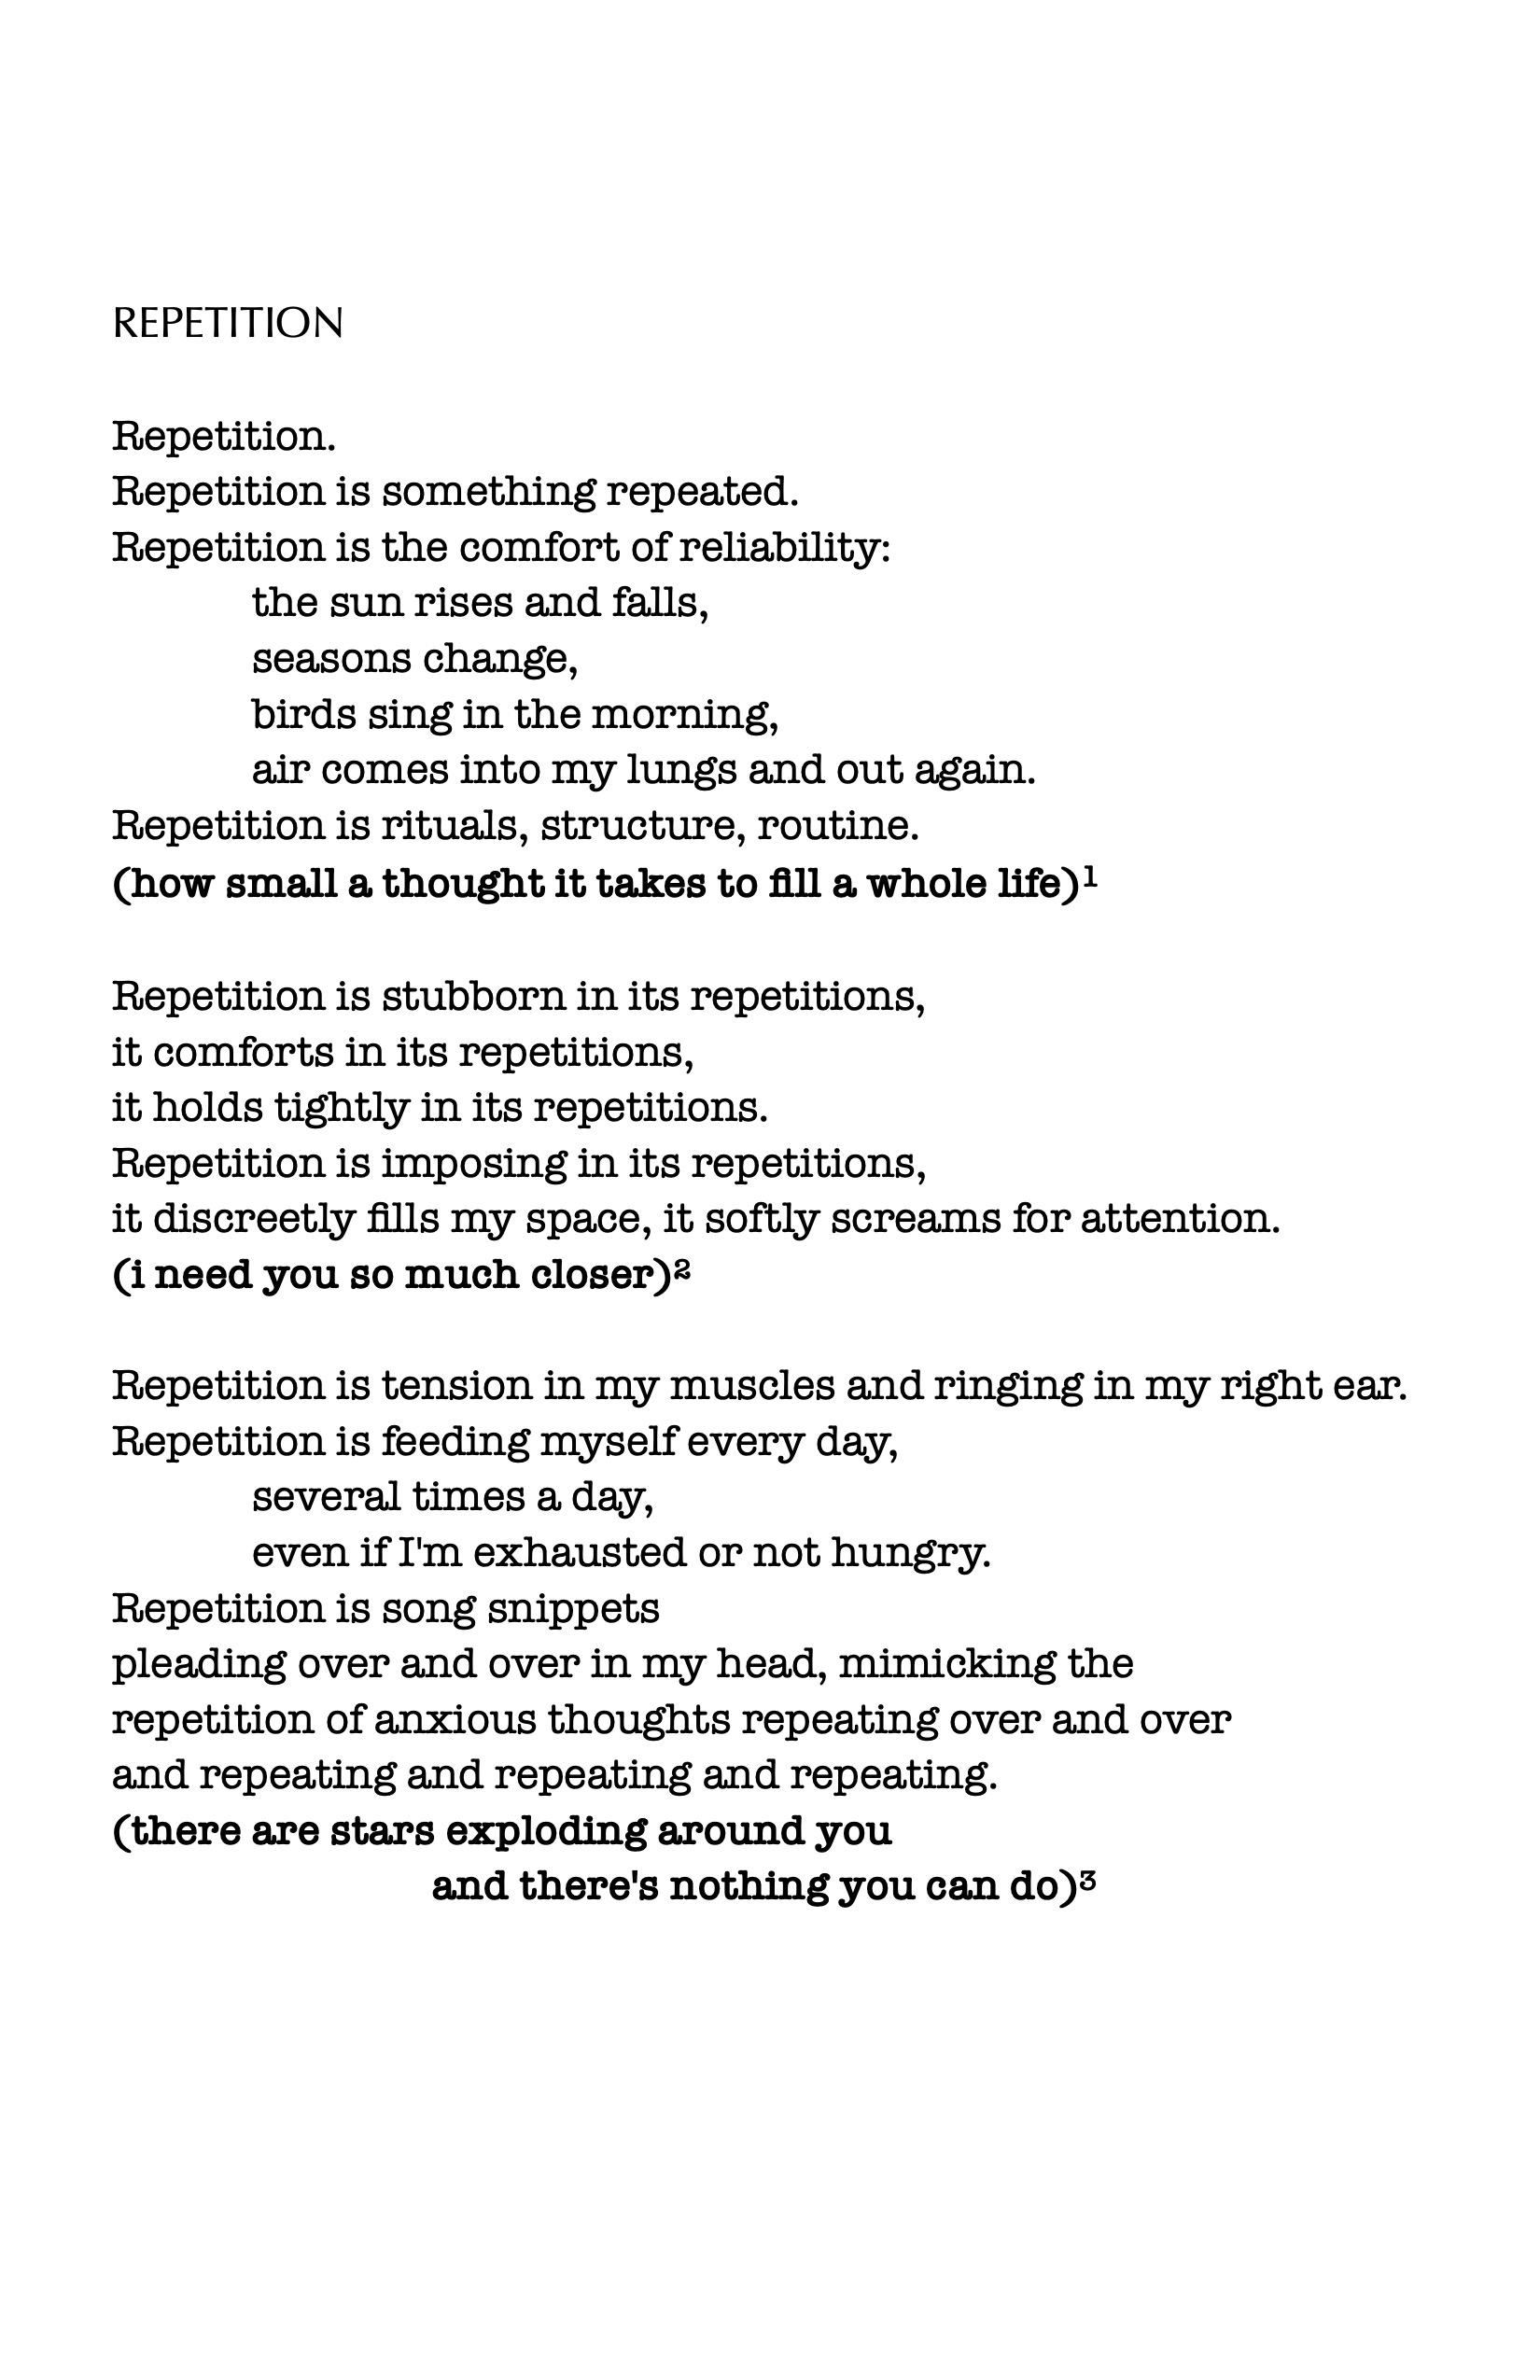 REPETITION
Repetition.
Repetition is something repeated.
Repetition is the comfort of reliability:
the sun rises and falls,
seasons change,
birds sing in the morning,
air comes into my lungs and out again.
Repetition is rituals, structure, routine.
(how small a thought it takes to fill a whole life)¹
Repetition is stubborn in its repetitions,
it comforts in its repetitions,
it holds tightly in its repetitions.
Repetition is imposing in its repetitions,
it discreetly fills my space, it softly screams for attention.
(i need you so much closer)²
Repetition is tension in my muscles and ringing in my right ear.
Repetition is feeding myself every day,
several times a day,
even if I'm exhausted or not hungry.
Repetition is song snippets
pleading over and over in my head, mimicking the
repetition of anxious thoughts repeating over and over
and repeating and repeating and repeating.
(there are stars exploding around you
and there's nothing you can do)³